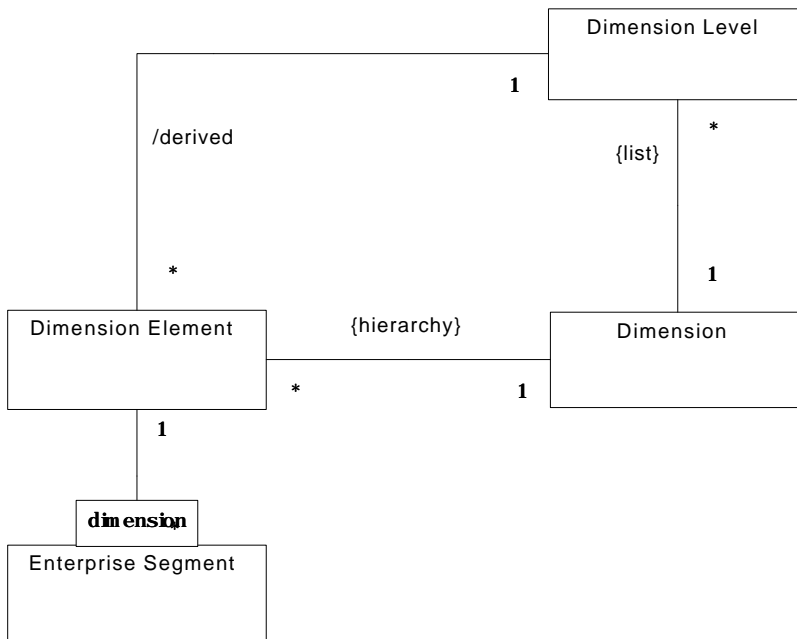 Dimension Level
1
/derived
*
{list}
*
1
Dimension Element
{hierarchy}
Dimension
*
1
1
dimension
*
Enterprise Segment